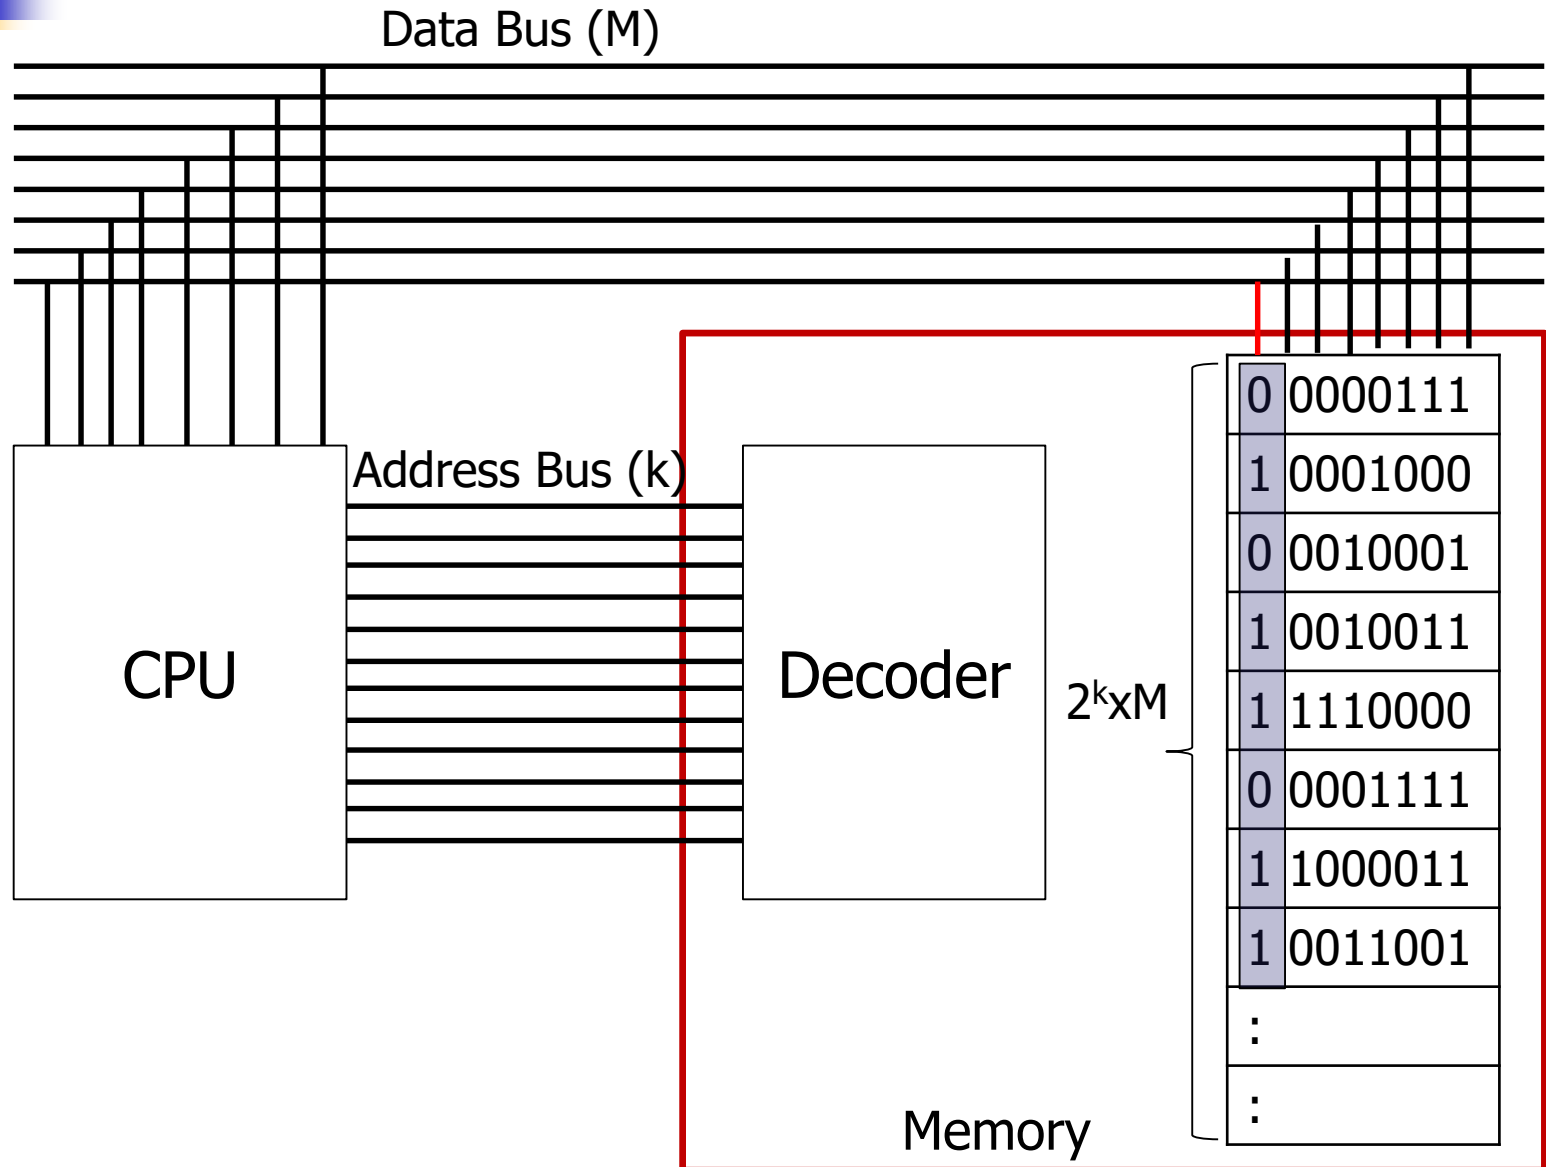 Data Bus (M)
Address Bus (k)
CPU
Decoder
2ᵏxM
0 0000111
1 0001000
0 0010001
1 0010011
1 1110000
0 0001111
1 1000011
1 0011001
:
:
Memory